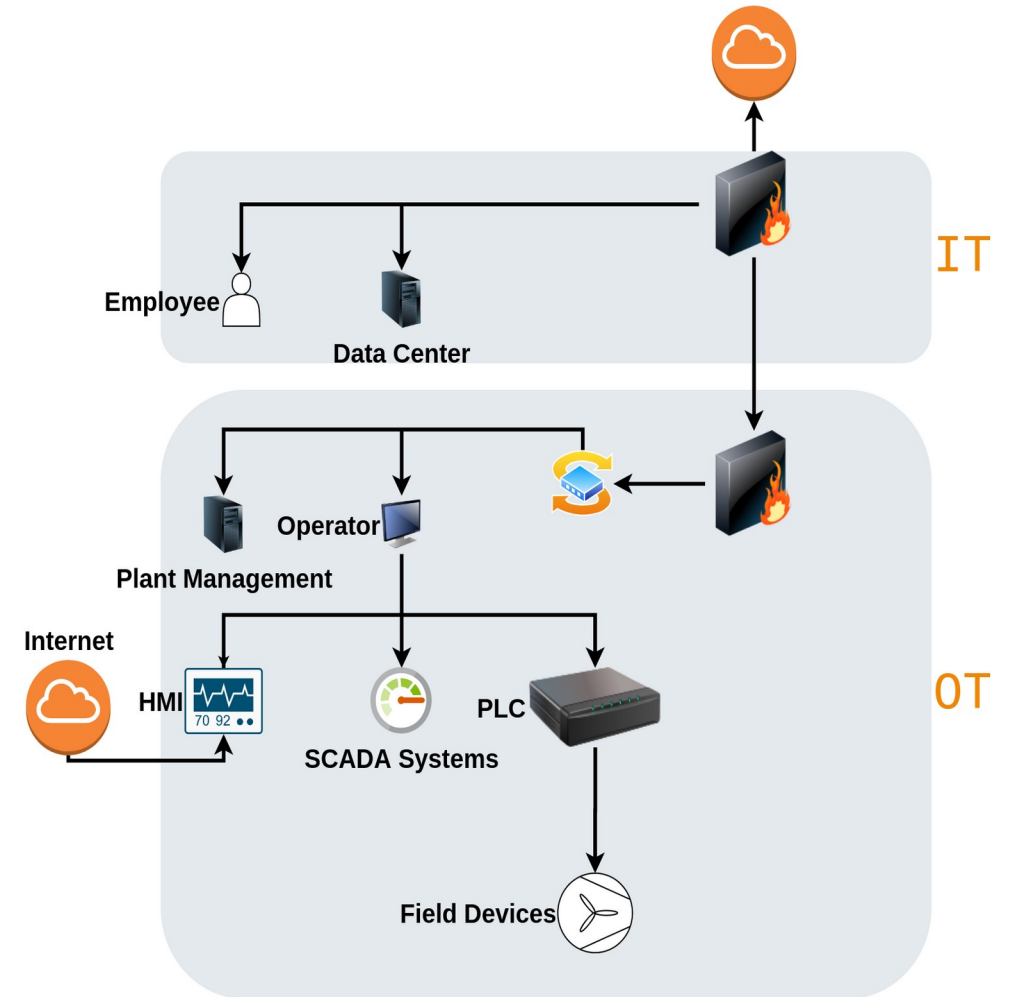 IT
Employee
Data Center
Operator
Plant Management
Internet
HMI
70 92
PLC
OT
SCADA Systems
Field Devices